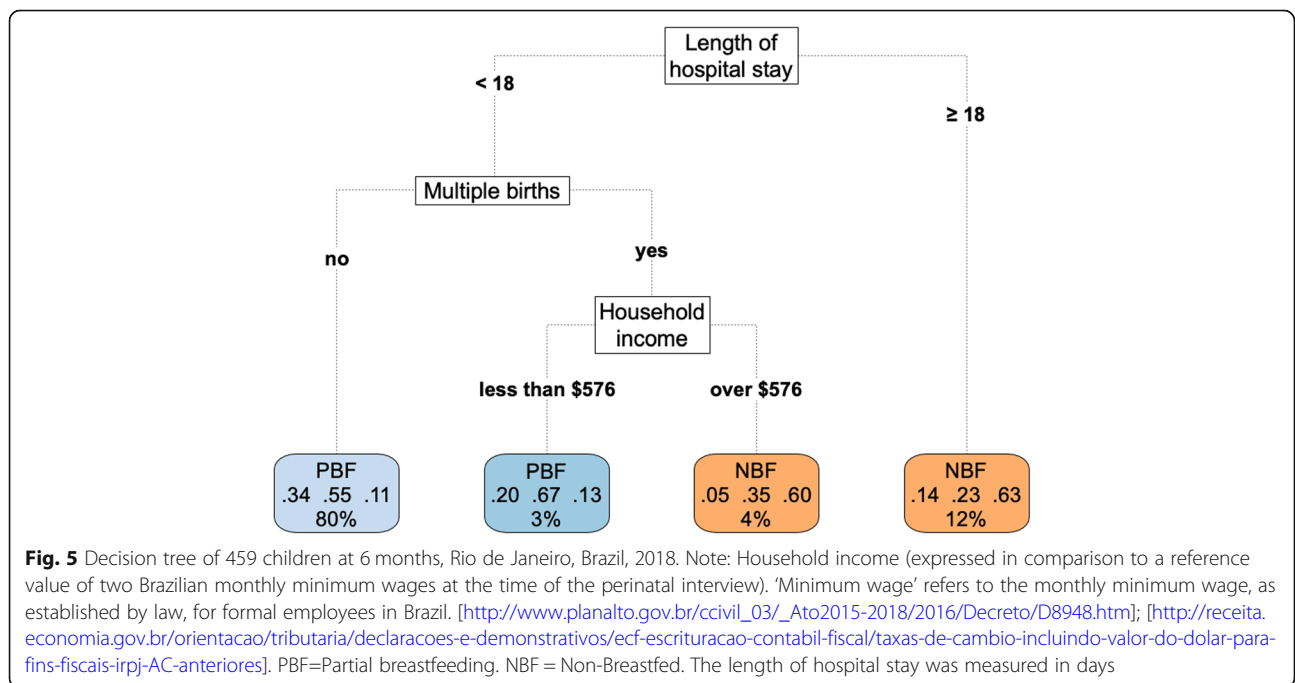 Length of
hospital stay
< 18
≥ 18
Multiple births
no
yes
Household
income
less than $576
over $576
PBF
.34 .55 .11
80%
PBF
.20 .67 .13
3%
NBF
.05 .35 .60
4%
NBF
.14 .23 .63
12%
Fig. 5 Decision tree of 459 children at 6 months, Rio de Janeiro, Brazil, 2018. Note: Household income (expressed in comparison to a reference
value of two Brazilian monthly minimum wages at the time of the perinatal interview). ‘Minimum wage’ refers to the monthly minimum wage, as
established by law, for formal employees in Brazil. [http://www.planalto.gov.br/ccivil_03/_Ato2015-2018/2016/Decreto/D8948.htm]; [http://receita.
economia.gov.br/orientacao/tributaria/declaracoes-e-demonstrativos/ecf-escrituracao-contabil-fiscal/taxas-de-cambio-incluindo-valor-do-dolar-para-
fins-fiscais-irpj-AC-anteriores]. PBF=Partial breastfeeding. NBF = Non-Breastfed. The length of hospital stay was measured in days